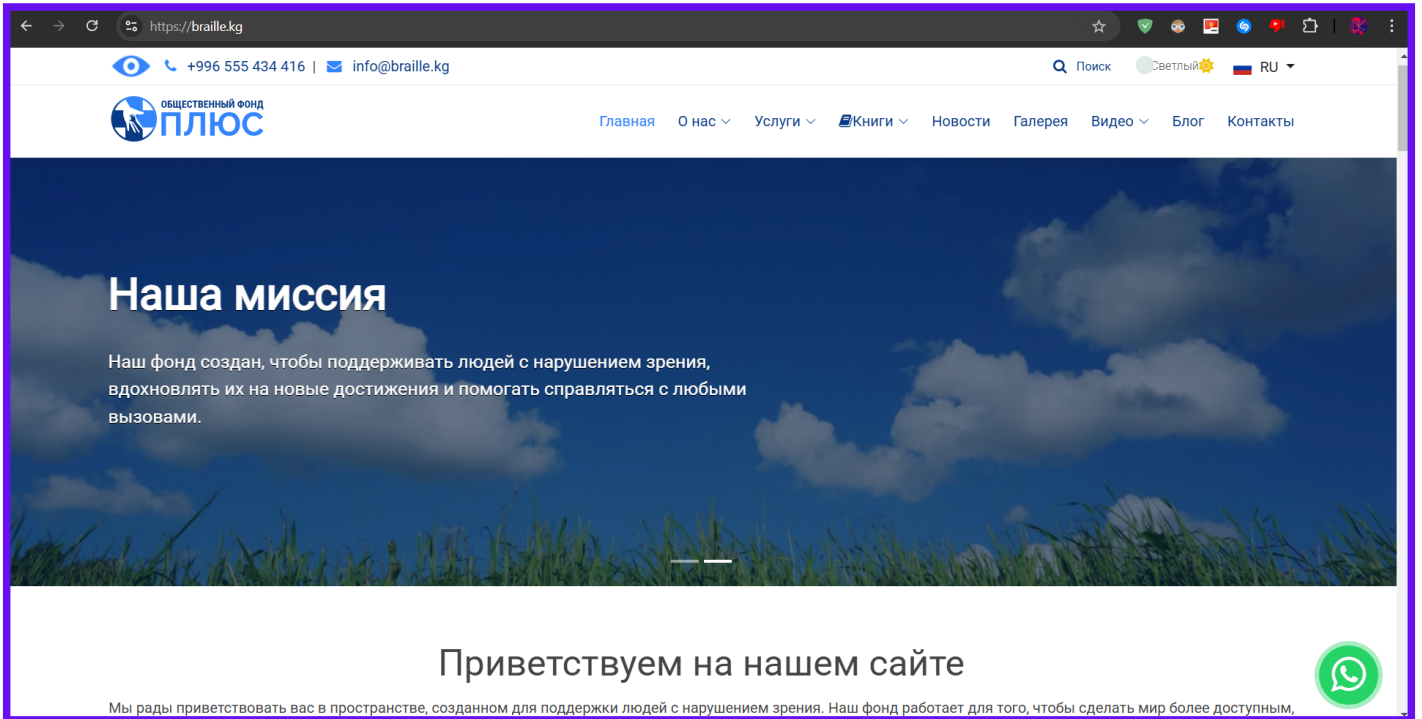 https://braille.kg
+996 555 434 416 | info@braille.kg
Поиск
Светлый
RU
ОБЩЕСТВЕННЫЙ ФОНД
ПЛЮС
Главная О нас Услуги Книги Новости Галерея Видео Блог Контакты
Наша миссия
Наш фонд создан, чтобы поддерживать людей с нарушением зрения,
вдохновлять их на новые достижения и помогать справляться с любыми
вызовами.
Приветствуем на нашем сайте
Мы рады приветствовать вас в пространстве, созданном для поддержки людей с нарушением зрения. Наш фонд работает для того, чтобы сделать мир более доступным,